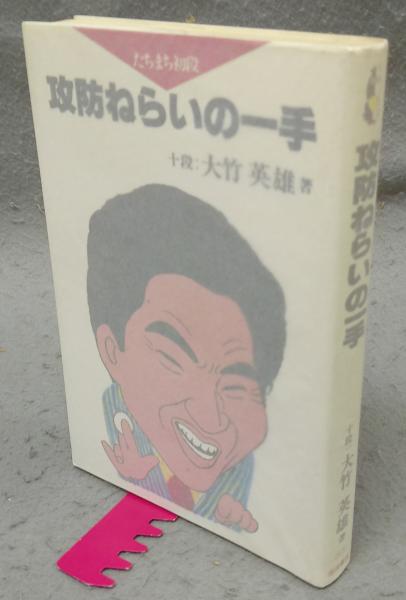 たちまち初段
攻防ねらいの一手
十段：大竹 英雄 著
攻防ねらいの一手
十段 大竹 英雄 著